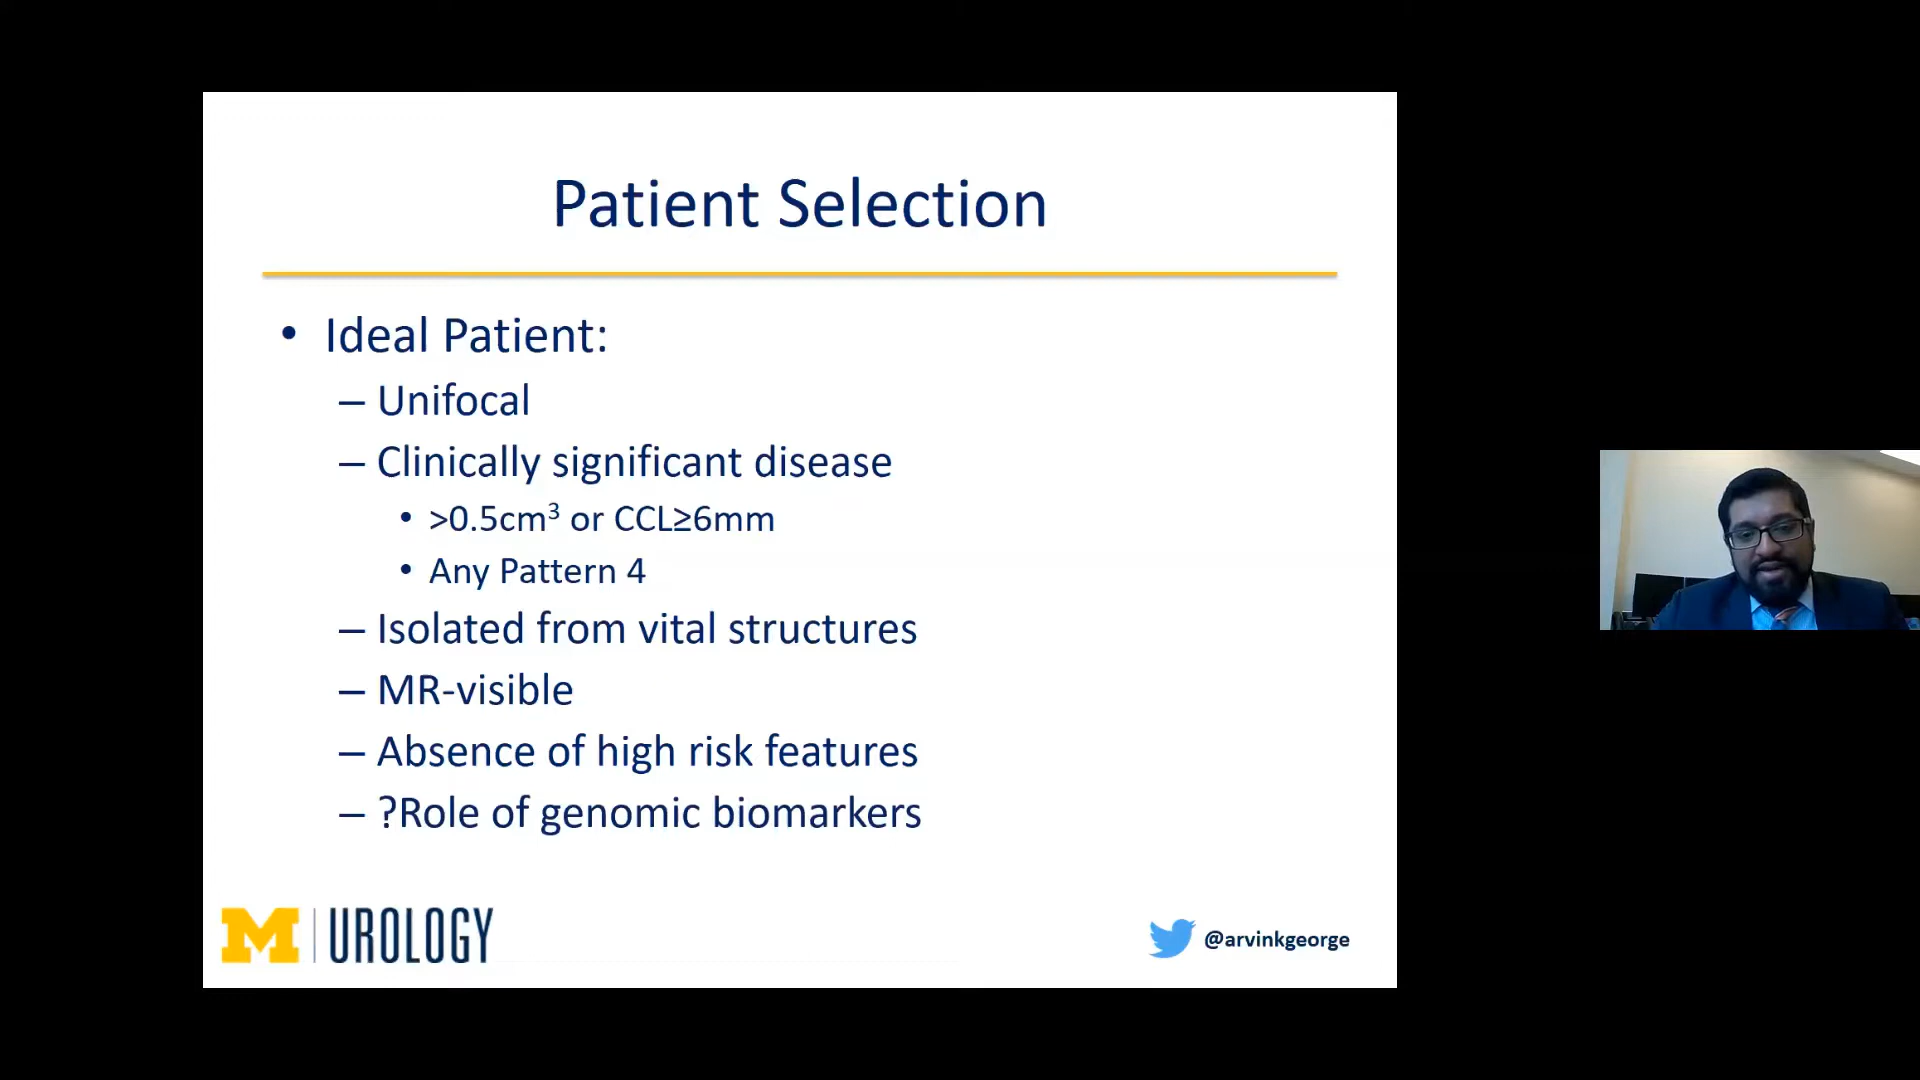 Patient Selection
• Ideal Patient:
– Unifocal
– Clinically significant disease
• >0.5cm³ or CCL≥6mm
• Any Pattern 4
– Isolated from vital structures
– MR-visible
– Absence of high risk features
– ?Role of genomic biomarkers
M | UROLOGY
@arvinkgeorge